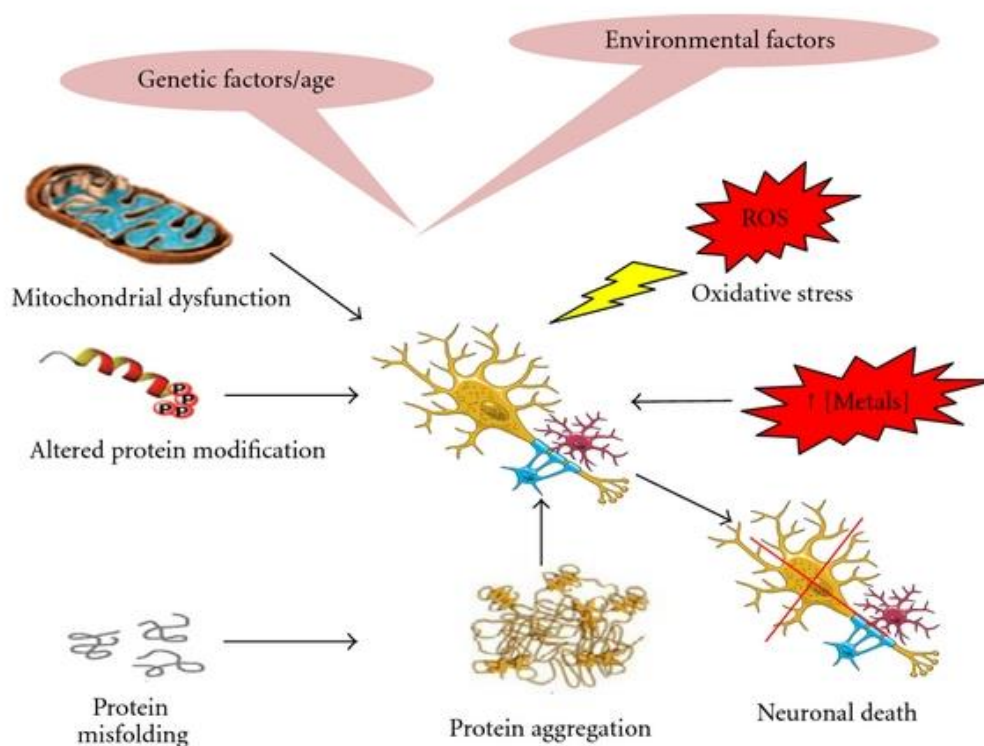 Environmental factors
Genetic factors/age
ROS
Oxidative stress
Mitochondrial dysfunction
P
P
P
P
↑ [Metals]
Altered protein modification
Protein
misfolding
Protein aggregation
Neuronal death